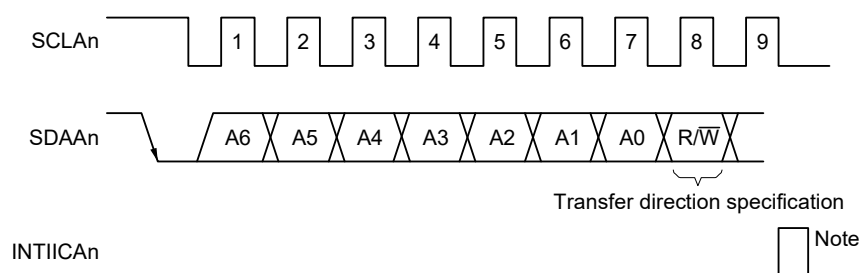 SCLAn 1 2 3 4 5 6 7 8 9
SDAAn A6 A5 A4 A3 A2 A1 A0 R/W̅
Transfer direction specification
INTIICAn Note